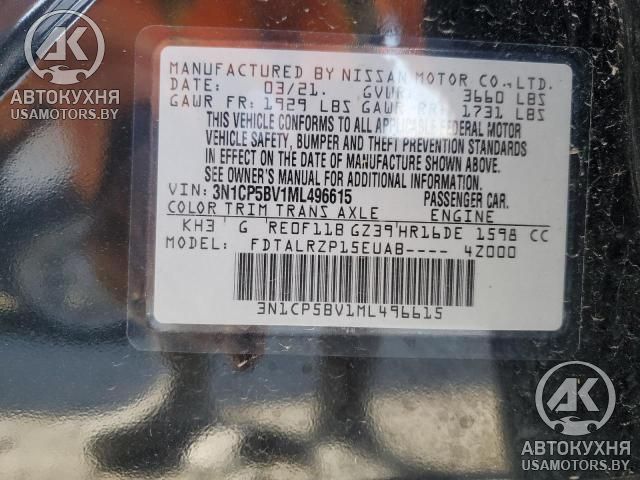 AK
АВТОКУХНЯ
USAMOTORS.BY
MANUFACTURED BY NISSAN MOTOR CO., LTD.
DATE: 03/21. GVWR 3660 LBS
GAWR FR: 1929 LBS GAWR RR: 1731 LBS
THIS VEHICLE CONFORMS TO ALL APPLICABLE FEDERAL MOTOR
VEHICLE SAFETY, BUMPER AND THEFT PREVENTION STANDARDS
IN EFFECT ON THE DATE OF MANUFACTURE SHOWN ABOVE.
SEE OWNER'S MANUAL FOR ADDITIONAL INFORMATION.
VIN: 3N1CP5BV1ML496615 PASSENGER CAR.
COLOR TRIM TRANS AXLE ENGINE
KH3 G RE0F11B GZ39 HR16DE 1598 CC
MODEL: FDTALRZP15EUAB---- 4Z000
3N1CP5BV1ML496615
AK
АВТОКУХНЯ
USAMOTORS.BY